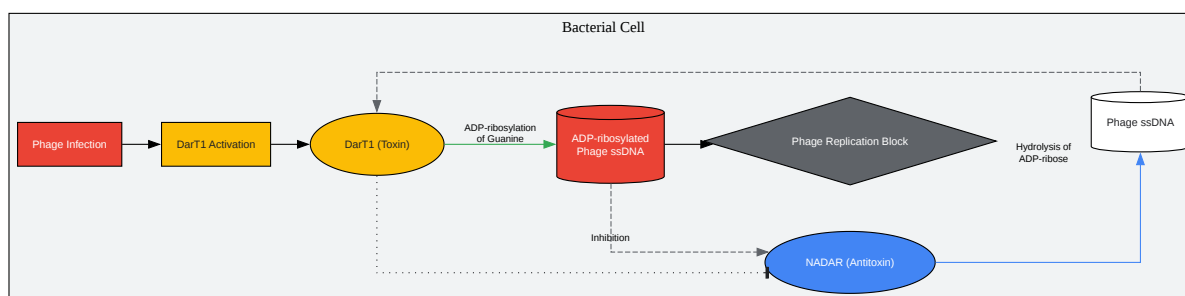 Bacterial Cell
Phage Infection
DarT1 Activation
DarT1 (Toxin)
ADP-ribosylation
of Guanine
ADP-ribosylated
Phage ssDNA
Phage Replication Block
Hydrolysis of
ADP-ribose
Phage ssDNA
Inhibition
NADAR (Antitoxin)